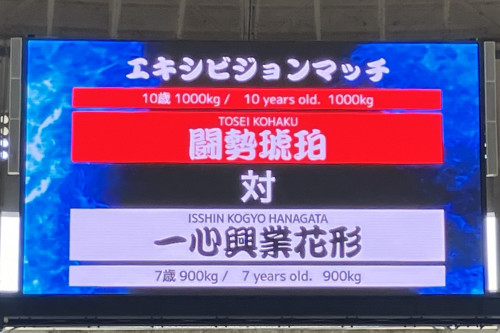 エキシビジョンマッチ
10歳 1000kg / 10 years old. 1000kg
TOSEI KOHAKU
闘勢琥珀
対
ISSHIN KOGYO HANAGATA
一心興業花形
7歳 900kg / 7 years old. 900kg